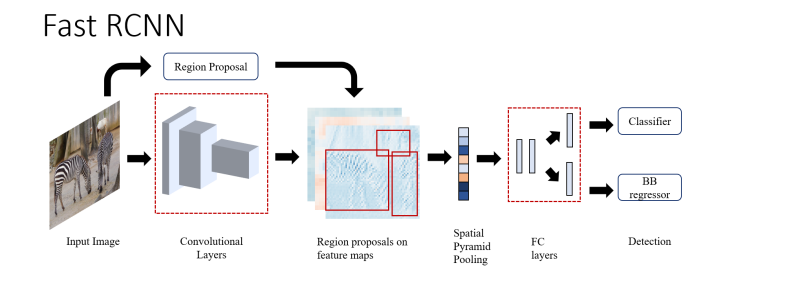 Fast RCNN
Region Proposal
Classifier
BB
regressor
Input Image
Convolutional
Layers
Region proposals on
feature maps
Spatial
Pyramid
Pooling
FC
layers
Detection